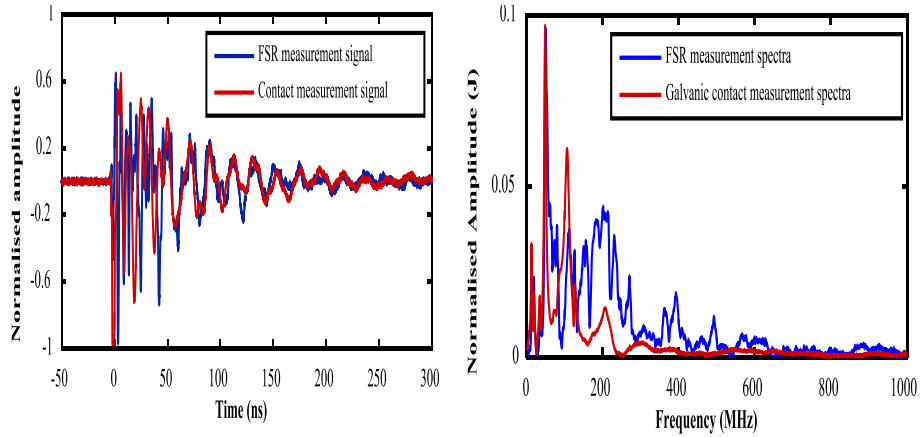 1
0.6
0.2
-0.2
-0.6
-1
Normalised amplitude
FSR measurement signal
Contact measurement signal
-50
0
50
100
150
200
250
300
Time (ns)
0.1
0.05
0
Normalised Amplitude (J)
FSR measurement spectra
Galvanic contact measurement spectra
0
200
400
600
800
1000
Frequency (MHz)